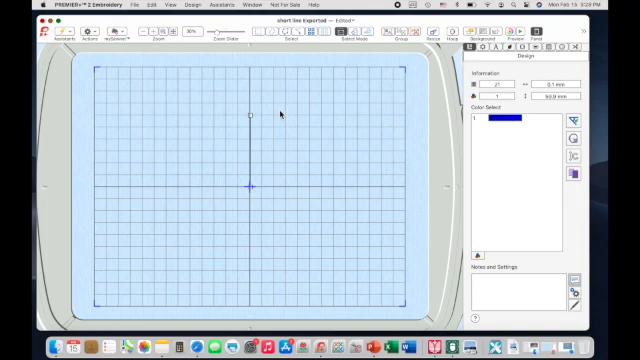 PREMIER+™ 2 Embroidery File Edit View Design Assistants Window Not For Sale Help Mon Feb 15 3:28 PM
short line Exported — Edited
Assistants Actions mySewnet™ Zoom 30% Zoom Slider Select Select Mode Group Resize Hoop Background Preview Panel
Design
Information
21 0.1 mm
1 50.9 mm
Color Select
1
Notes and Settings